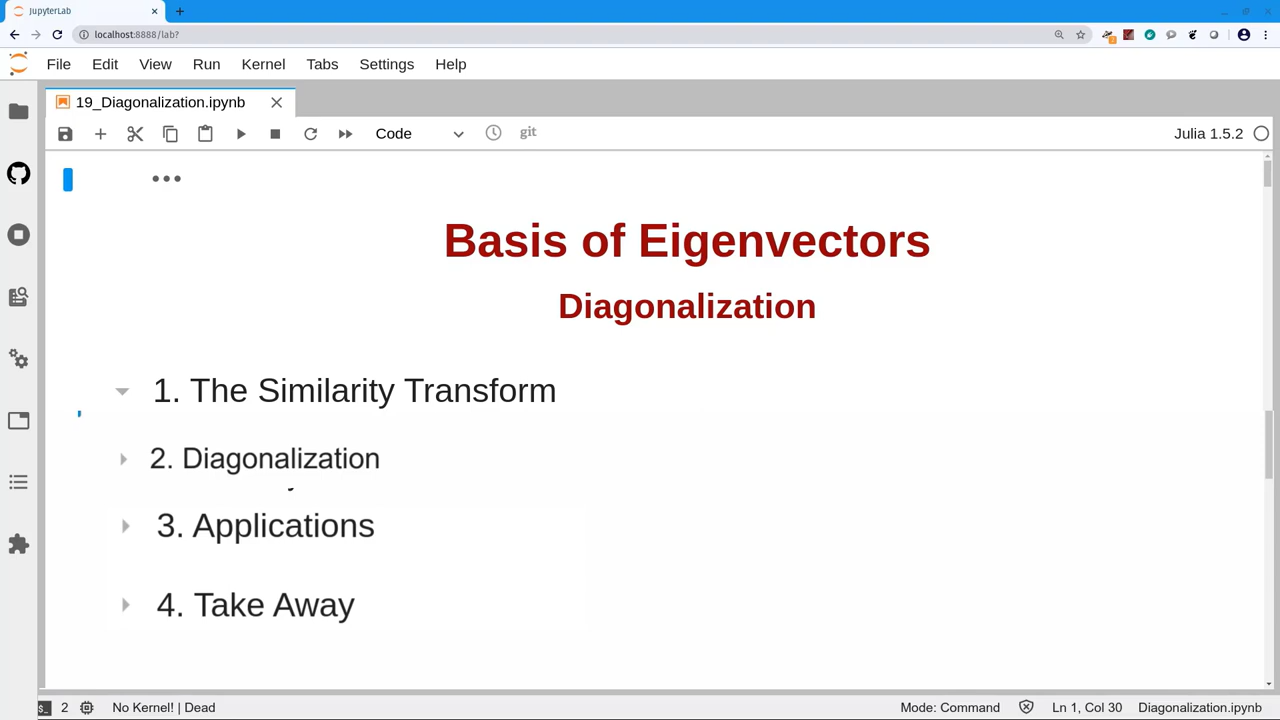 JupyterLab
localhost:8888/lab?
File Edit View Run Kernel Tabs Settings Help
19_Diagonalization.ipynb
Code git Julia 1.5.2
Basis of Eigenvectors
Diagonalization
1. The Similarity Transform
2. Diagonalization
3. Applications
4. Take Away
2 No Kernel! | Dead Mode: Command Ln 1, Col 30 Diagonalization.ipynb